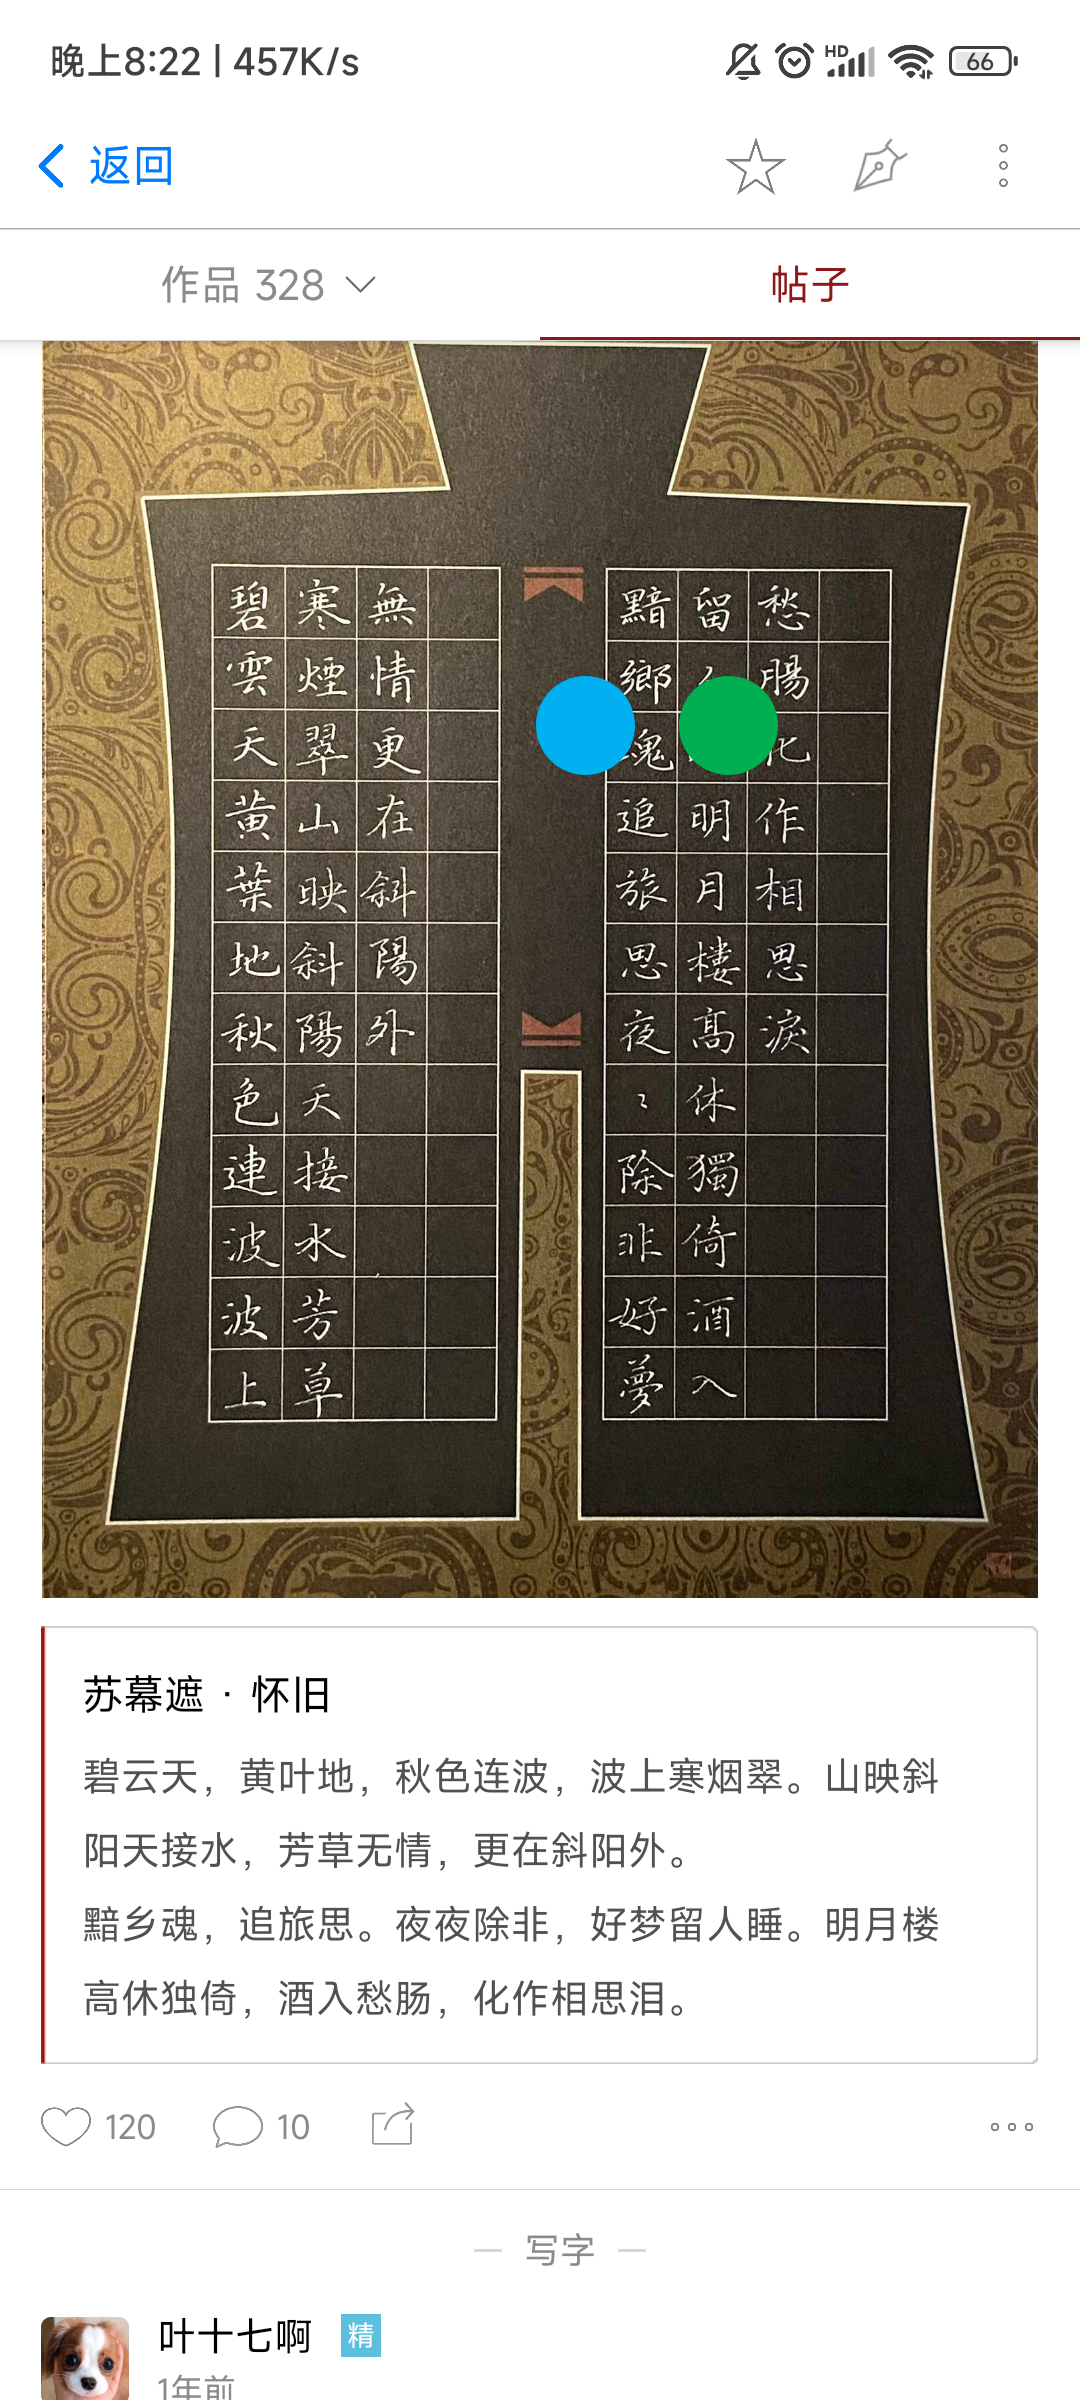 晚上8:22 | 457K/s
HD
66
返回
作品 328
帖子
碧雲天黄葉地秋色連波波上
寒煙翠山映斜陽天接水芳草
無情更在斜陽外
黯鄉魂追旅思夜〻除非好夢
留人明月樓高休獨倚酒入
愁腸化作相思淚
苏幕遮 · 怀旧
碧云天，黄叶地，秋色连波，波上寒烟翠。山映斜
阳天接水，芳草无情，更在斜阳外。
黯乡魂，追旅思。夜夜除非，好梦留人睡。明月楼
高休独倚，酒入愁肠，化作相思泪。
120
10
写字
叶十七啊
精
1年前